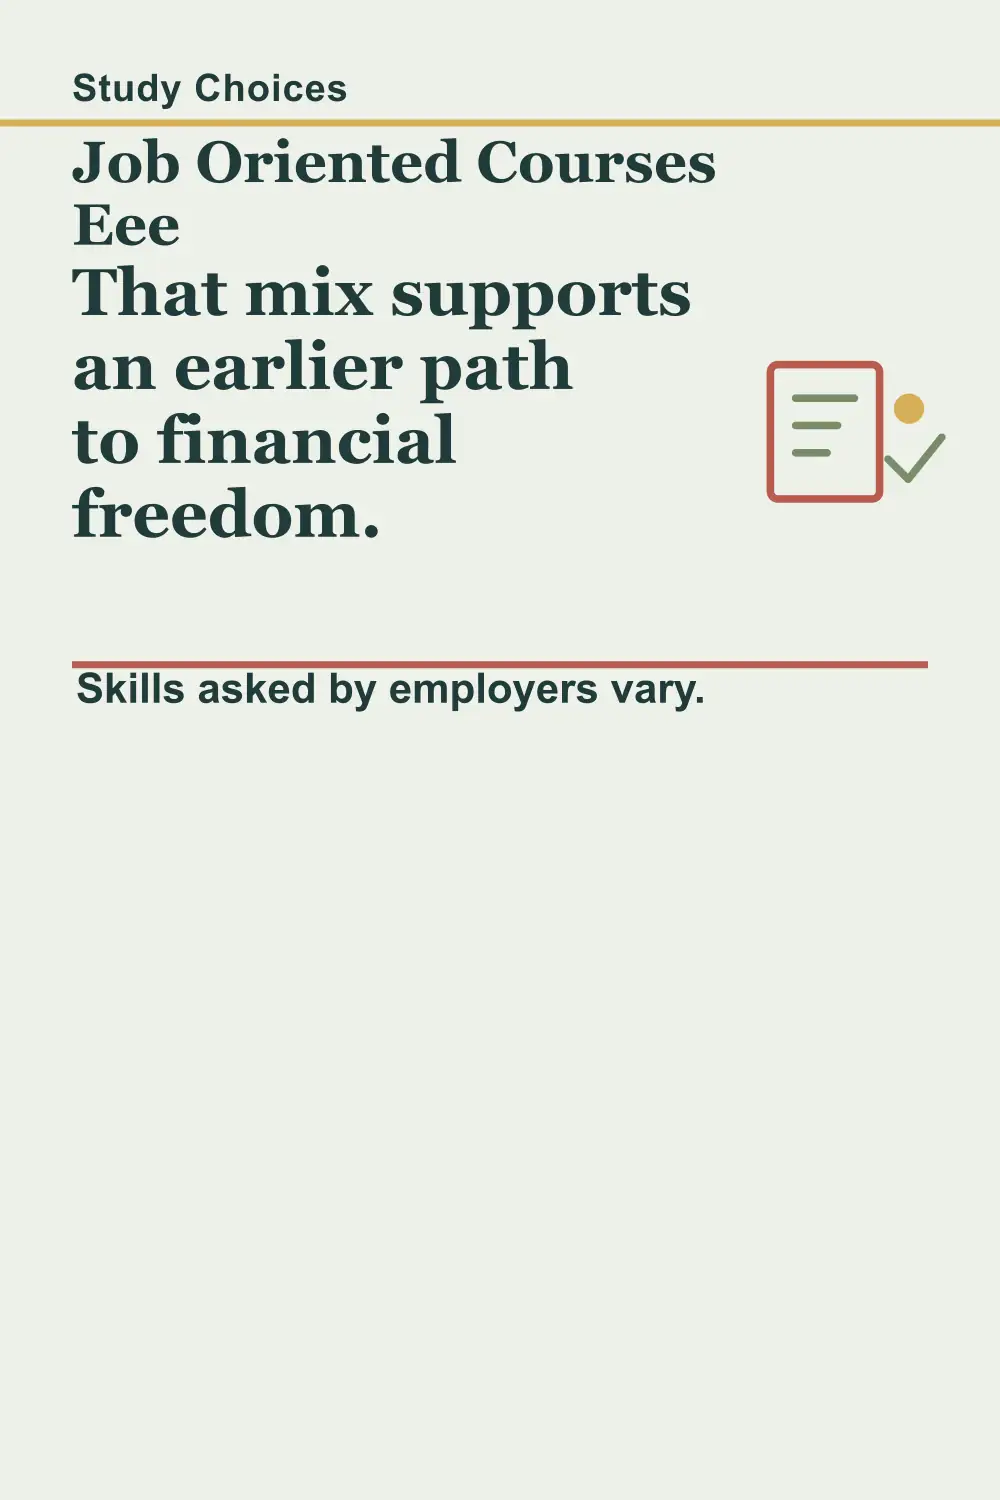 Study Choices
Job Oriented Courses
Eee
That mix supports
an earlier path
to financial
freedom.
Skills asked by employers vary.